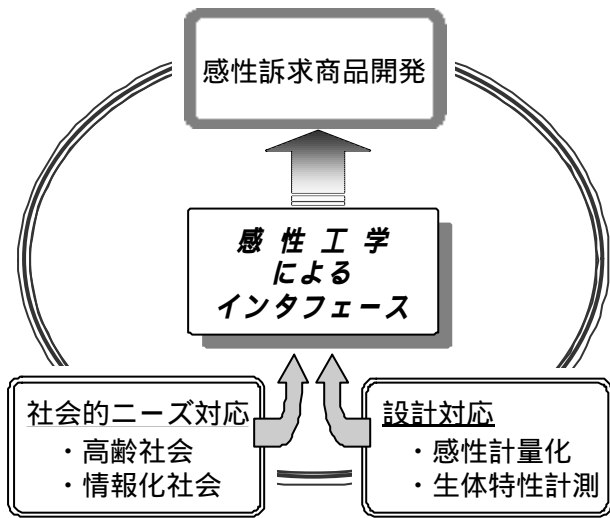 感性訴求商品開発
感性工学
による
インタフェース
社会的ニーズ対応
・高齢社会
・情報化社会
設計対応
・感性計量化
・生体特性計測